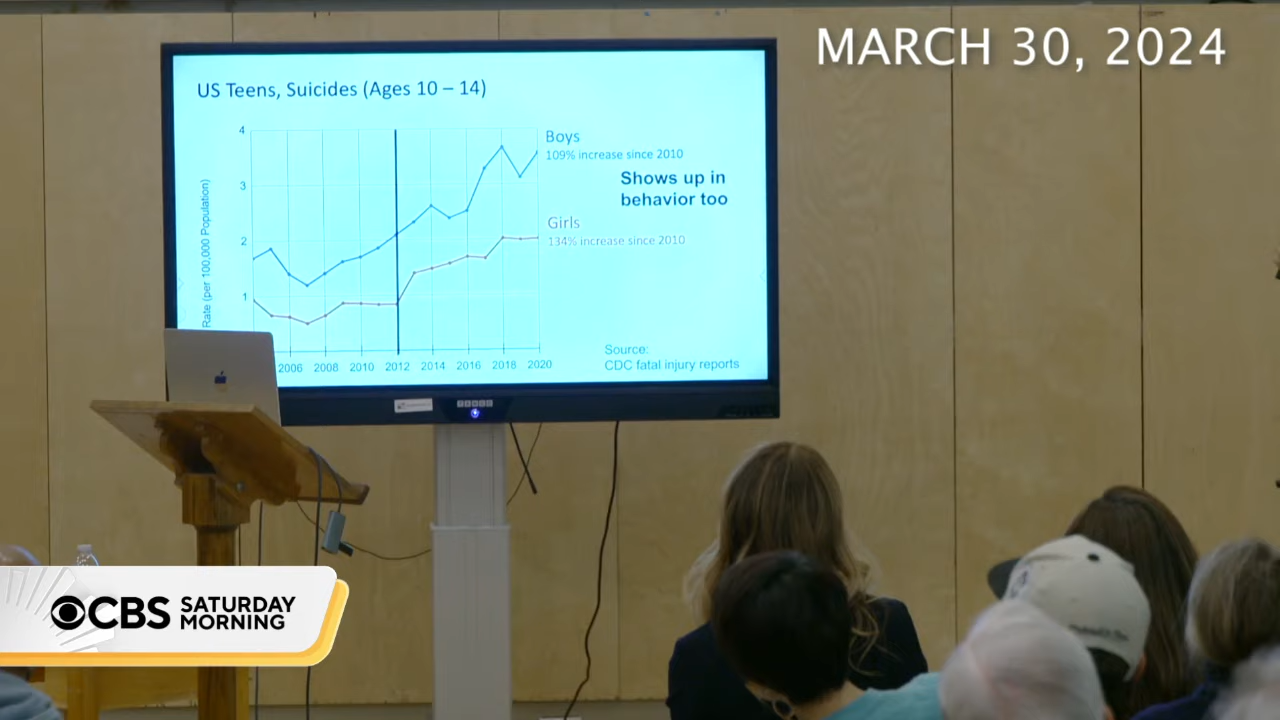 MARCH 30, 2024
US Teens, Suicides (Ages 10 – 14)
4
3
2
1
Rate (per 100,000 Population)
Boys
109% increase since 2010
Shows up in
behavior too
Girls
134% increase since 2010
2006 2008 2010 2012 2014 2016 2018 2020
Source:
CDC fatal injury reports
CBS SATURDAY
MORNING